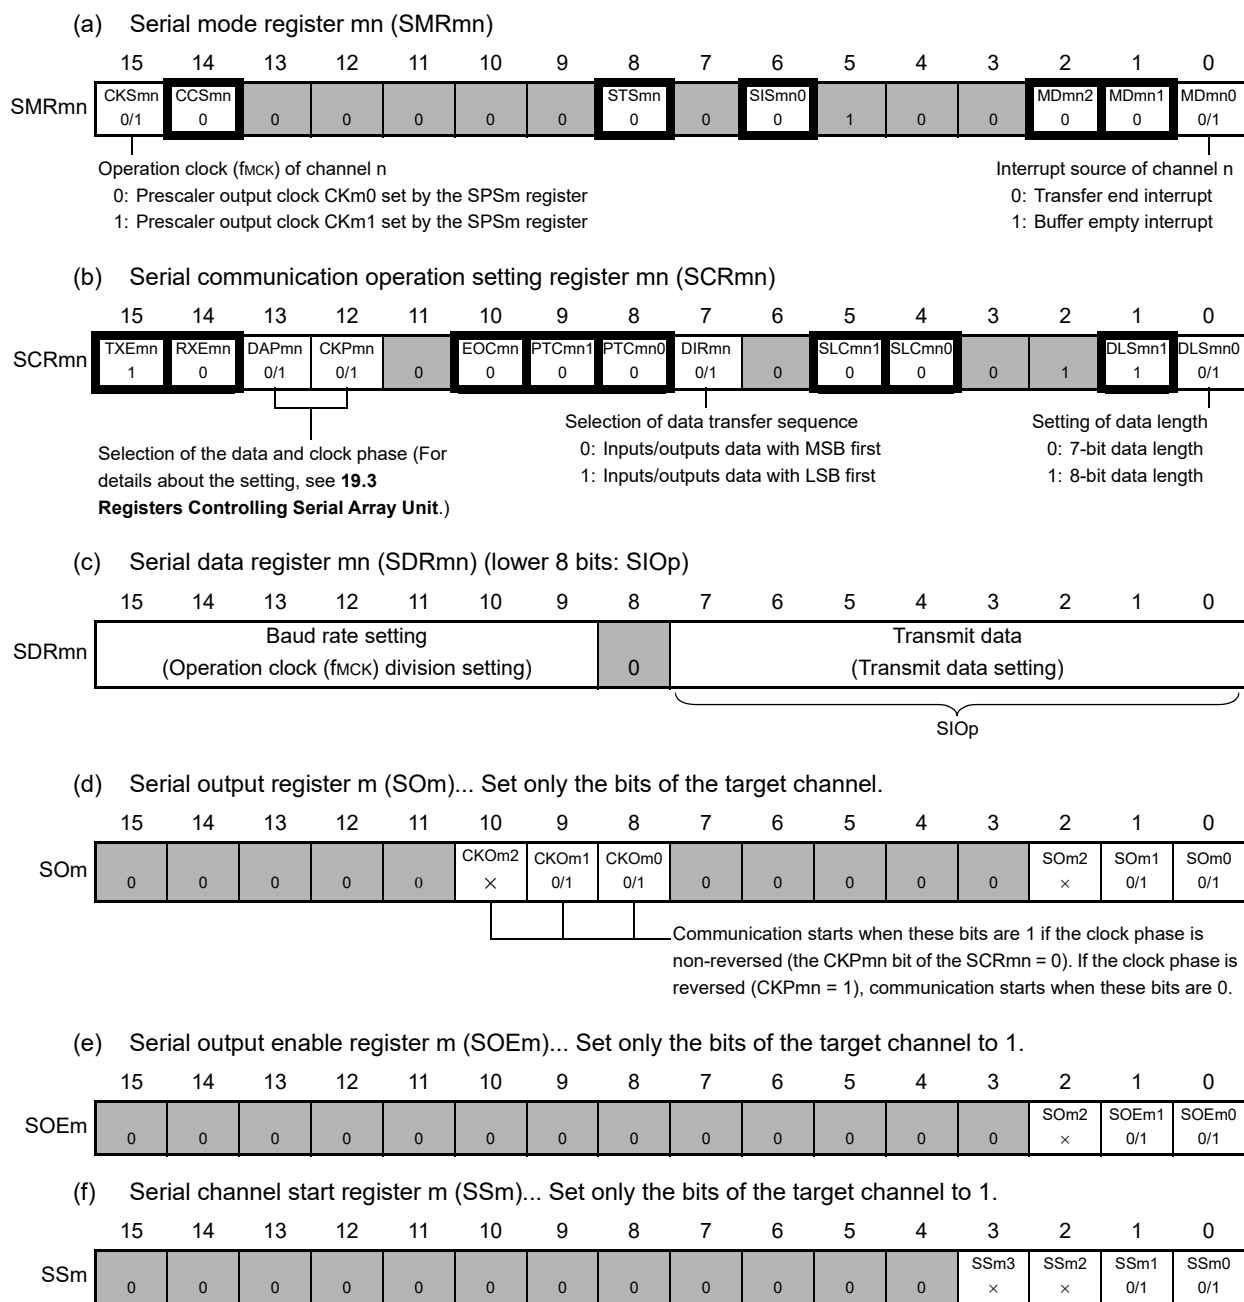 (a) Serial mode register mn (SMRmn)
15 14 13 12 11 10 9 8 7 6 5 4 3 2 1 0
SMRmn
CKSmn CCSmn STSmn SISmn0 MDmn2 MDmn1 MDmn0
0/1 0 0 0 0 0 0 0 0 0 1 0 0 0 0 0/1
Operation clock (fMCK) of channel n
0: Prescaler output clock CKm0 set by the SPSm register
1: Prescaler output clock CKm1 set by the SPSm register
Interrupt source of channel n
0: Transfer end interrupt
1: Buffer empty interrupt
(b) Serial communication operation setting register mn (SCRmn)
15 14 13 12 11 10 9 8 7 6 5 4 3 2 1 0
SCRmn
TXEmn RXEmn DAPmn CKPmn EOCmn PTCmn1 PTCmn0 DIRmn SLCmn1 SLCmn0 DLSmn1 DLSmn0
1 0 0/1 0/1 0 0 0 0 0/1 0 0 0 0 1 1 0/1
Selection of the data and clock phase (For
details about the setting, see 19.3
Registers Controlling Serial Array Unit.)
Selection of data transfer sequence
0: Inputs/outputs data with MSB first
1: Inputs/outputs data with LSB first
Setting of data length
0: 7-bit data length
1: 8-bit data length
(c) Serial data register mn (SDRmn) (lower 8 bits: SIOp)
15 14 13 12 11 10 9 8 7 6 5 4 3 2 1 0
SDRmn
Baud rate setting
(Operation clock (fMCK) division setting)
0
Transmit data
(Transmit data setting)
SIOp
(d) Serial output register m (SOm)... Set only the bits of the target channel.
15 14 13 12 11 10 9 8 7 6 5 4 3 2 1 0
SOm
CKOm2 CKOm1 CKOm0 SOm2 SOm1 SOm0
0 0 0 0 0 × 0/1 0/1 0 0 0 0 0 × 0/1 0/1
Communication starts when these bits are 1 if the clock phase is
non-reversed (the CKPmn bit of the SCRmn = 0). If the clock phase is
reversed (CKPmn = 1), communication starts when these bits are 0.
(e) Serial output enable register m (SOEm)... Set only the bits of the target channel to 1.
15 14 13 12 11 10 9 8 7 6 5 4 3 2 1 0
SOEm
SOm2 SOEm1 SOEm0
0 0 0 0 0 0 0 0 0 0 0 0 0 × 0/1 0/1
(f) Serial channel start register m (SSm)... Set only the bits of the target channel to 1.
15 14 13 12 11 10 9 8 7 6 5 4 3 2 1 0
SSm
SSm3 SSm2 SSm1 SSm0
0 0 0 0 0 0 0 0 0 0 0 0 × × 0/1 0/1